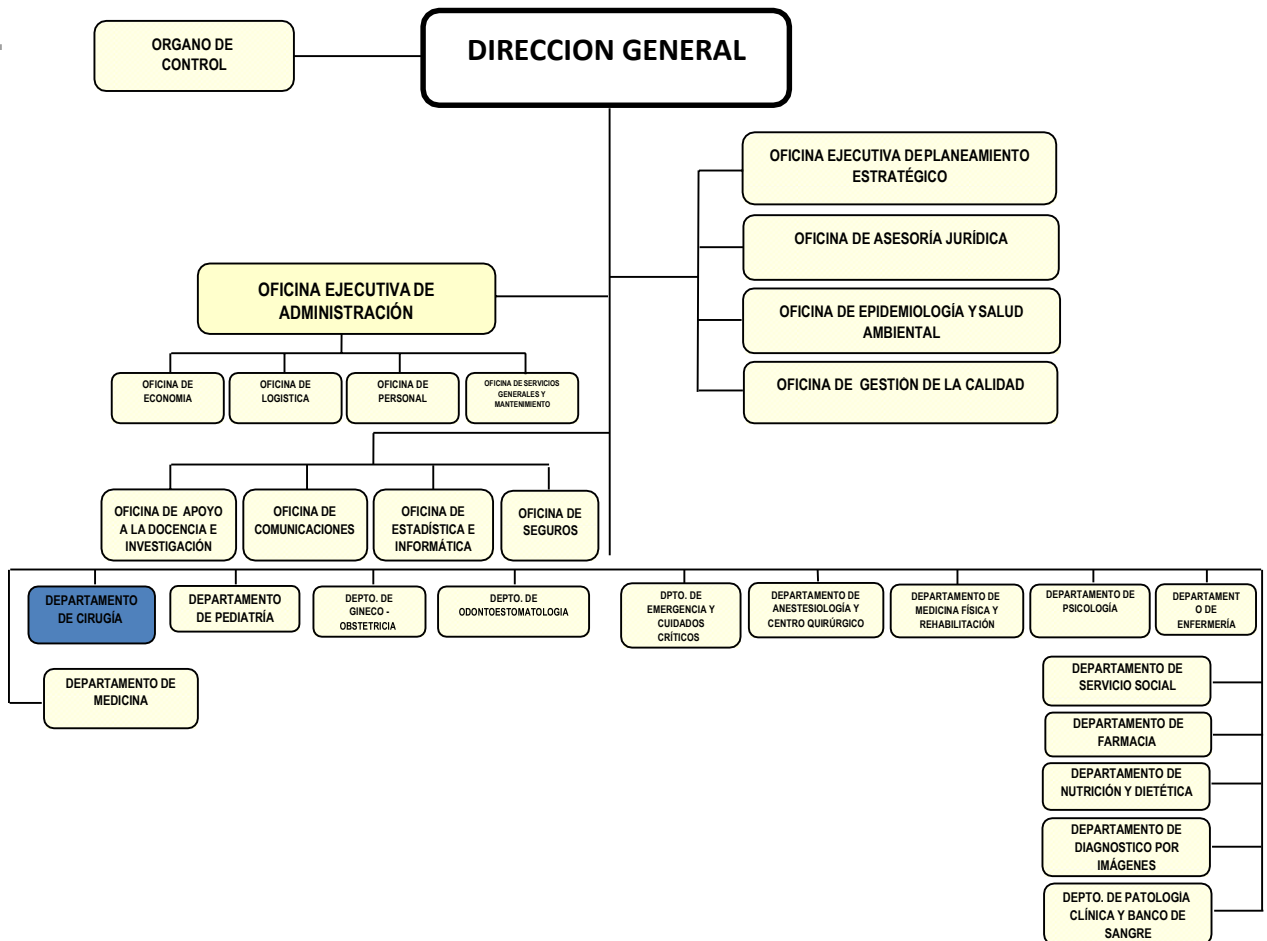 ORGANO DE
CONTROL
DIRECCION GENERAL
OFICINA EJECUTIVA DE PLANEAMIENTO
ESTRATÉGICO
OFICINA DE ASESORÍA JURÍDICA
OFICINA DE EPIDEMIOLOGÍA Y SALUD
AMBIENTAL
OFICINA DE GESTIÓN DE LA CALIDAD
OFICINA EJECUTIVA DE
ADMINISTRACIÓN
OFICINA DE
ECONOMIA
OFICINA DE
LOGISTICA
OFICINA DE
PERSONAL
OFICINA DE SERVICIOS
GENERALES Y
MANTENIMIENTO
OFICINA DE APOYO
A LA DOCENCIA E
INVESTIGACIÓN
OFICINA DE
COMUNICACIONES
OFICINA DE
ESTADÍSTICA E
INFORMÁTICA
OFICINA DE
SEGUROS
DEPARTAMENTO
DE CIRUGÍA
DEPARTAMENTO
DE PEDIATRÍA
DEPTO. DE
GINECO -
OBSTETRICIA
DEPTO. DE
ODONTOESTOMATOLOGIA
DPTO. DE
EMERGENCIA Y
CUIDADOS
CRÍTICOS
DEPARTAMENTO DE
ANESTESIOLOGÍA Y
CENTRO QUIRÚRGICO
DEPARTAMENTO DE
MEDICINA FÍSICA Y
REHABILITACIÓN
DEPARTAMENTO DE
PSICOLOGÍA
DEPARTAMENT
O DE
ENFERMERÍA
DEPARTAMENTO DE
MEDICINA
DEPARTAMENTO DE
SERVICIO SOCIAL
DEPARTAMENTO DE
FARMACIA
DEPARTAMENTO DE
NUTRICIÓN Y DIETÉTICA
DEPARTAMENTO DE
DIAGNOSTICO POR
IMÁGENES
DEPTO. DE PATOLOGÍA
CLÍNICA Y BANCO DE
SANGRE